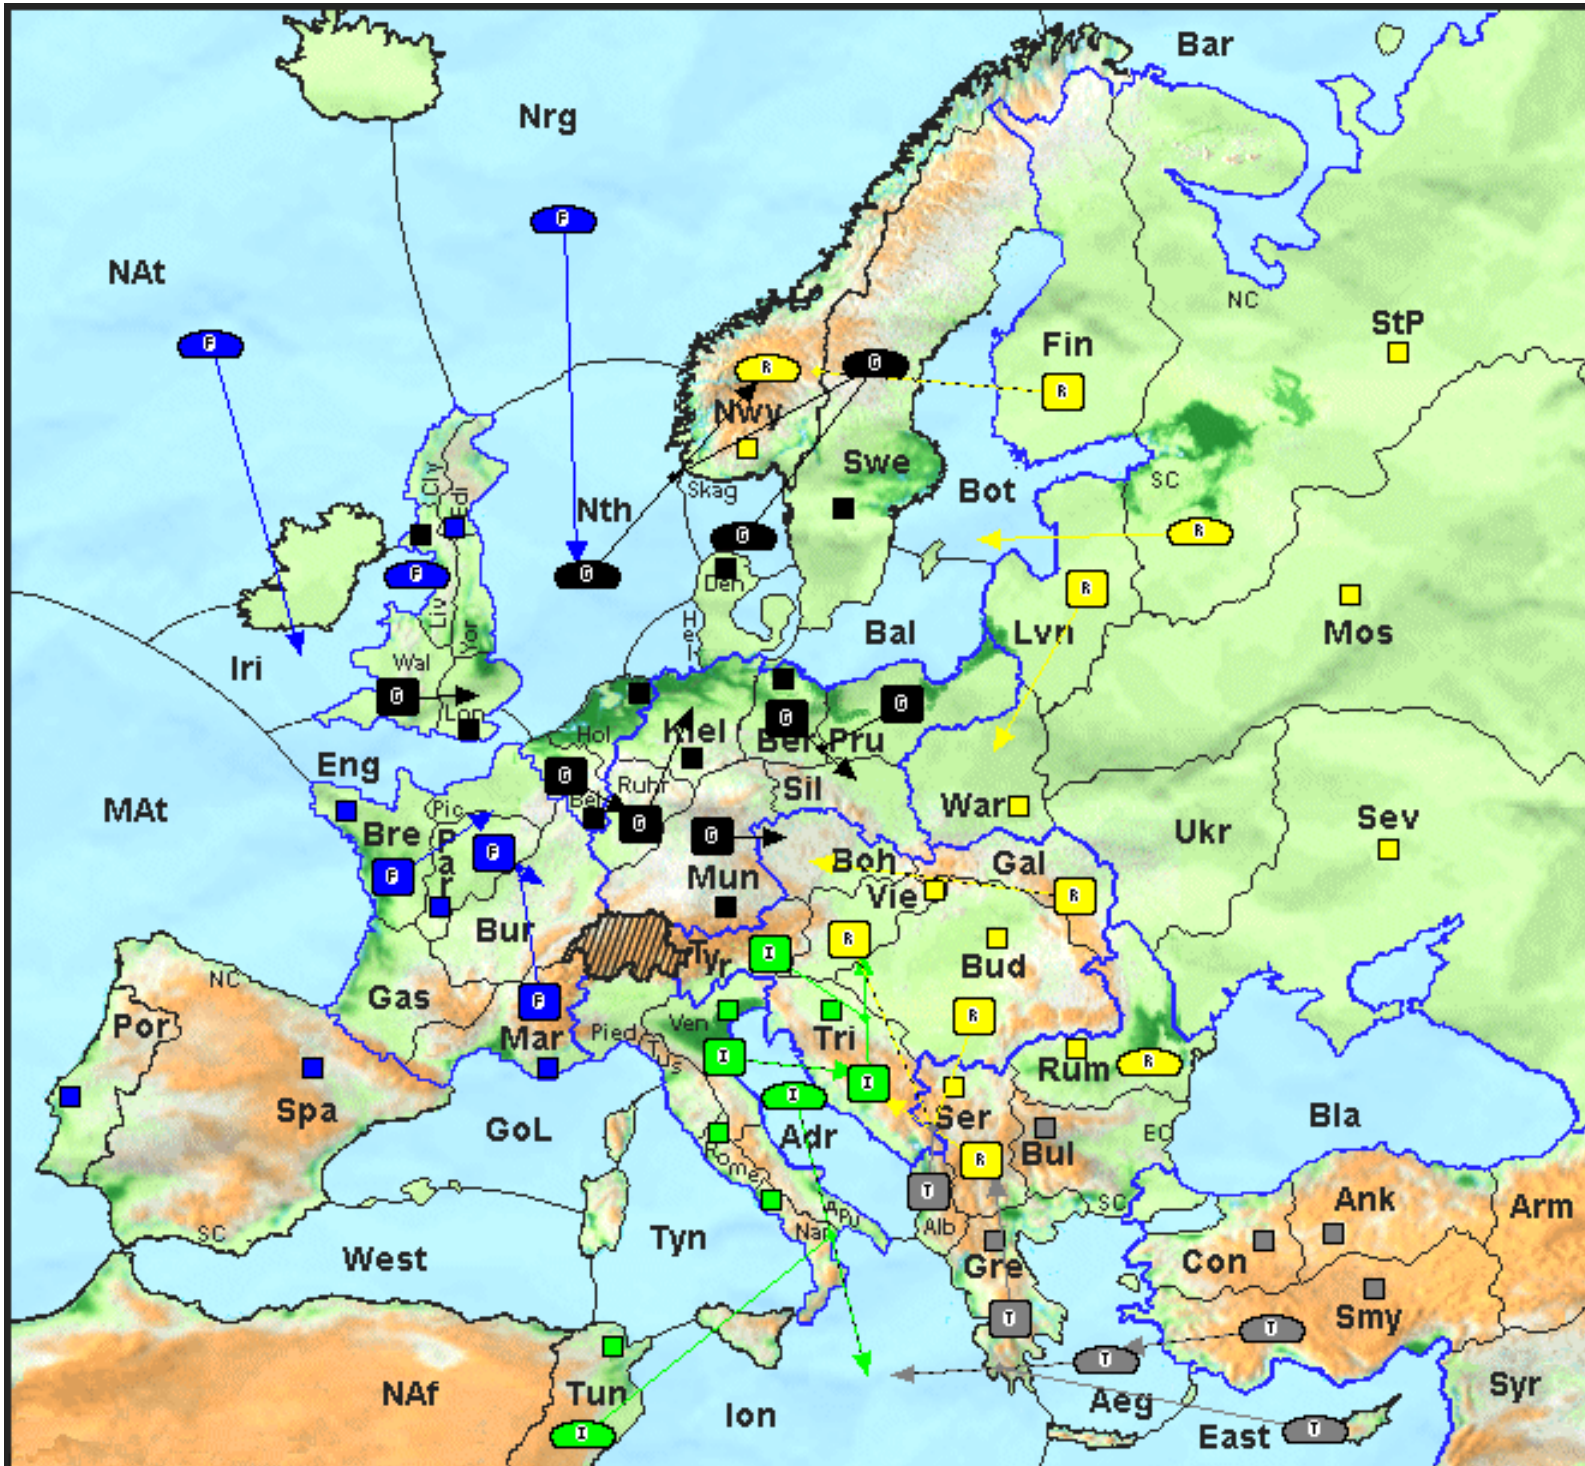 Bar
Nrg
F
NAt
F
NC
StP
Fin
R
G
R
Nwy
Swe
Skag
Bot
SC
Nth
Cly
Edi
G
R
F
G
Den
R
Liv
Yor
Hel
Bal
Lvn
Mos
Iri
Wal
G
Lon
G
G
Hol
Kiel
Ber
Pru
Eng
G
Ruhr
Sil
MAt
Pic
Bel
War
Sev
Ukr
Bre
Par
G
G
F
F
Boh
Gal
Mun
Vie
R
Bur
R
Tyr
I
Bud
NC
Gas
F
R
Por
Mar
Pied
Ven
Tri
Tus
I
I
Rum
R
Spa
I
Ser
GoL
Adr
Bla
Bul
EC
Rome
R
T
Ank
Arm
SC
Apu
SC
Tyn
Nap
Alb
West
Gre
Con
Smy
T
T
T
NAf
Tun
Syr
Aeg
Ion
I
East
T